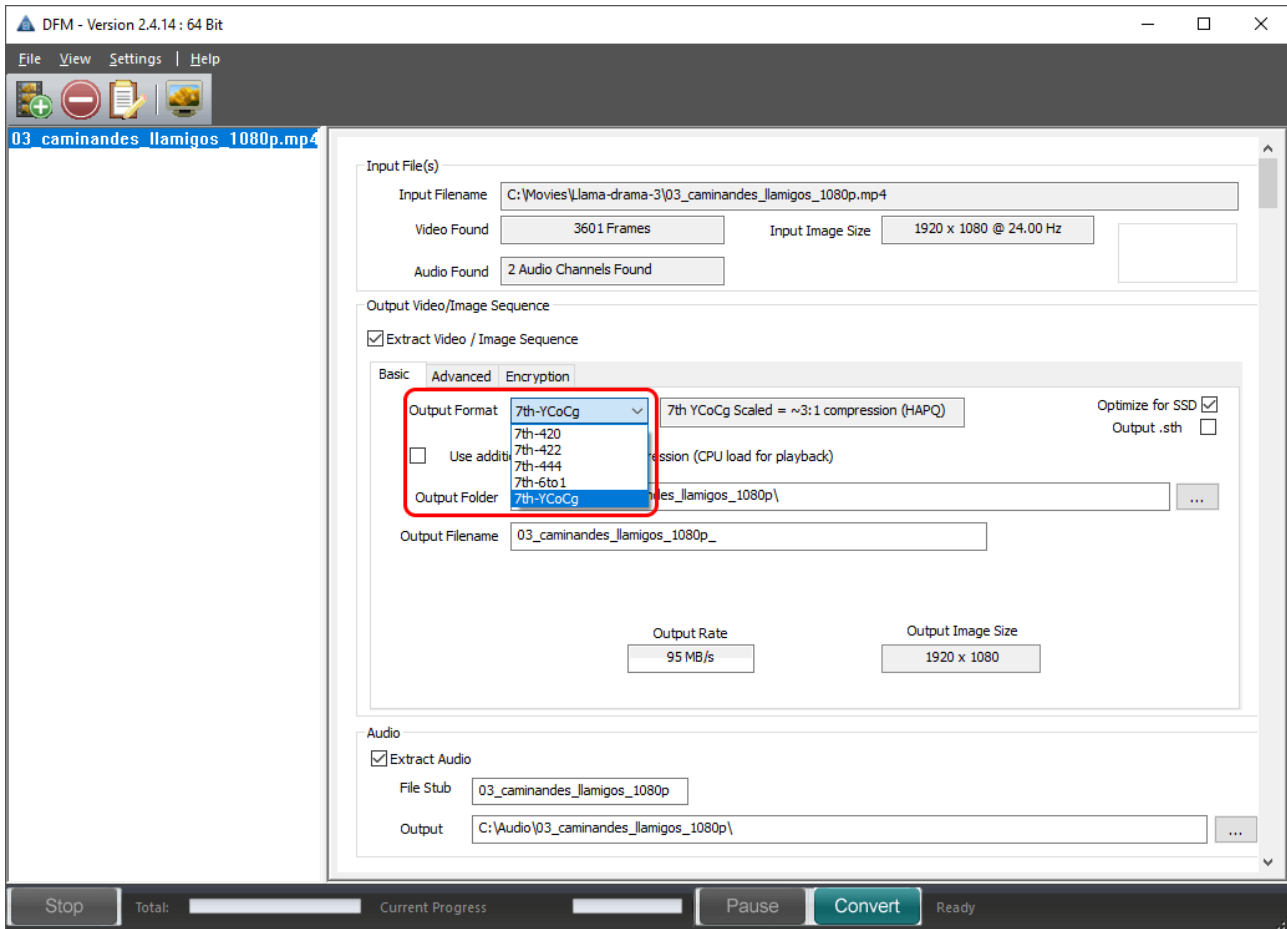 DFM - Version 2.4.14 : 64 Bit
File View Settings | Help
03_caminandes_llamigos_1080p.mp4
Input File(s)
Input Filename C:\Movies\Llama-drama-3\03_caminandes_llamigos_1080p.mp4
Video Found 3601 Frames Input Image Size 1920 x 1080 @ 24.00 Hz
Audio Found 2 Audio Channels Found
Output Video/Image Sequence
Extract Video / Image Sequence
Basic Advanced Encryption
Output Format 7th-YCoCg 7th YCoCg Scaled = ~3:1 compression (HAPQ) Optimize for SSD
Output .sth
7th-420
7th-422
Use additi ression (CPU load for playback)
7th-444
7th-6to1
Output Folder 7th-YCoCg des_llamigos_1080p\ ...
Output Filename 03_caminandes_llamigos_1080p_
Output Rate Output Image Size
95 MB/s 1920 x 1080
Audio
Extract Audio
File Stub 03_caminandes_llamigos_1080p
Output C:\Audio\03_caminandes_llamigos_1080p\ ...
Stop Total: Current Progress Pause Convert Ready